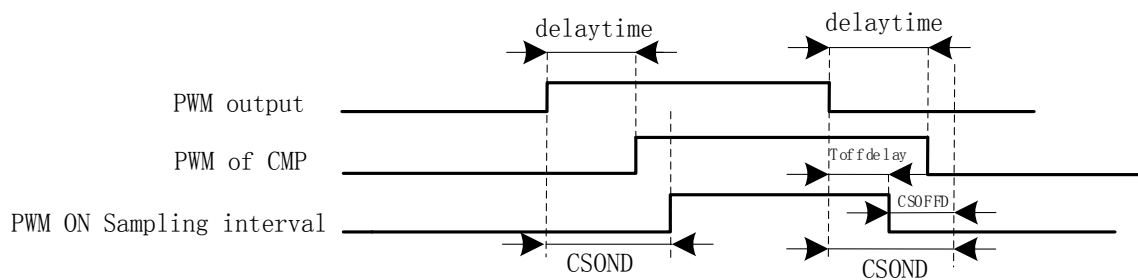 delaytime
delaytime
PWM output
PWM of CMP
Toffdelay
PWM ON Sampling interval
CSOFFD
CSOND
CSOND